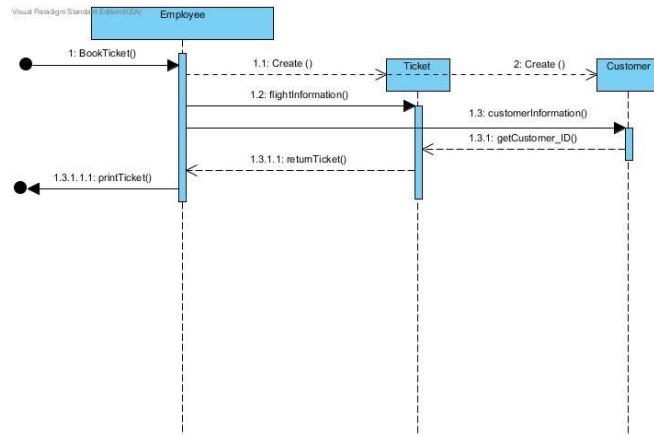 Visual Paradigm Standard Edition(KEA)
Employee
1: BookTicket()
1.1: Create ()
Ticket
2: Create ()
Customer
1.2: flightInformation()
1.3: customerInformation()
1.3.1: getCustomer_ID()
1.3.1.1: returnTicket()
1.3.1.1.1: printTicket()